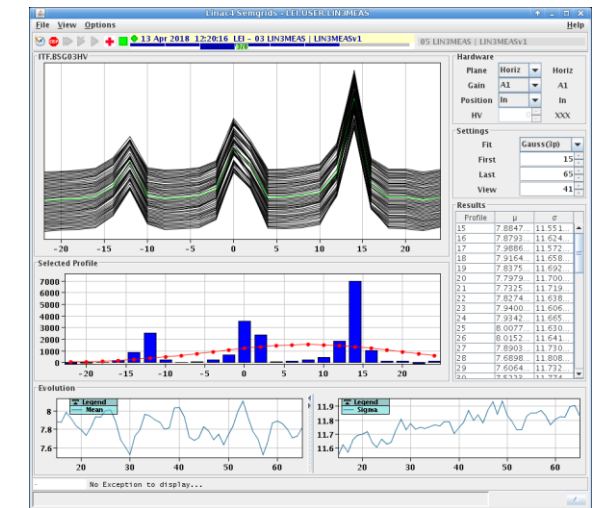 Linac4 Semgrids - LEI.USER.LIN3MEAS
File View Options Help
STOP 13 Apr 2018 12:20:16 LEI - 03 LIN3MEAS | LIN3MEASv1 05 LIN3MEAS | LIN3MEASv1
ITF.BSG03HV
-20 -15 -10 -5 0 5 10 15 20
Selected Profile
7000
6000
5000
4000
3000
2000
1000
0
-20 -15 -10 -5 0 5 10 15 20
Evolution
Legend
Mean
8
7.8
7.6
20 30 40 50 60
Legend
Sigma
11.9
11.8
11.7
11.6
20 30 40 50 60
Hardware
Plane Horiz Horiz
Gain A1 A1
Position In In
HV 0 XXX
Settings
Fit Gauss(3p)
First 15
Last 65
View 41
Results
Profile μ σ
15 7.8847... 11.551...
16 7.8793... 11.624...
17 7.9886... 11.572...
18 7.9164... 11.658...
19 7.8375... 11.692...
20 7.7979... 11.700...
21 7.7325... 11.719...
22 7.8274... 11.638...
23 7.9400... 11.606...
24 7.9342... 11.665...
25 8.0077... 11.630...
26 8.0152... 11.641...
27 7.8903... 11.730...
28 7.6898... 11.808...
29 7.6064... 11.732...
No Exception to display...